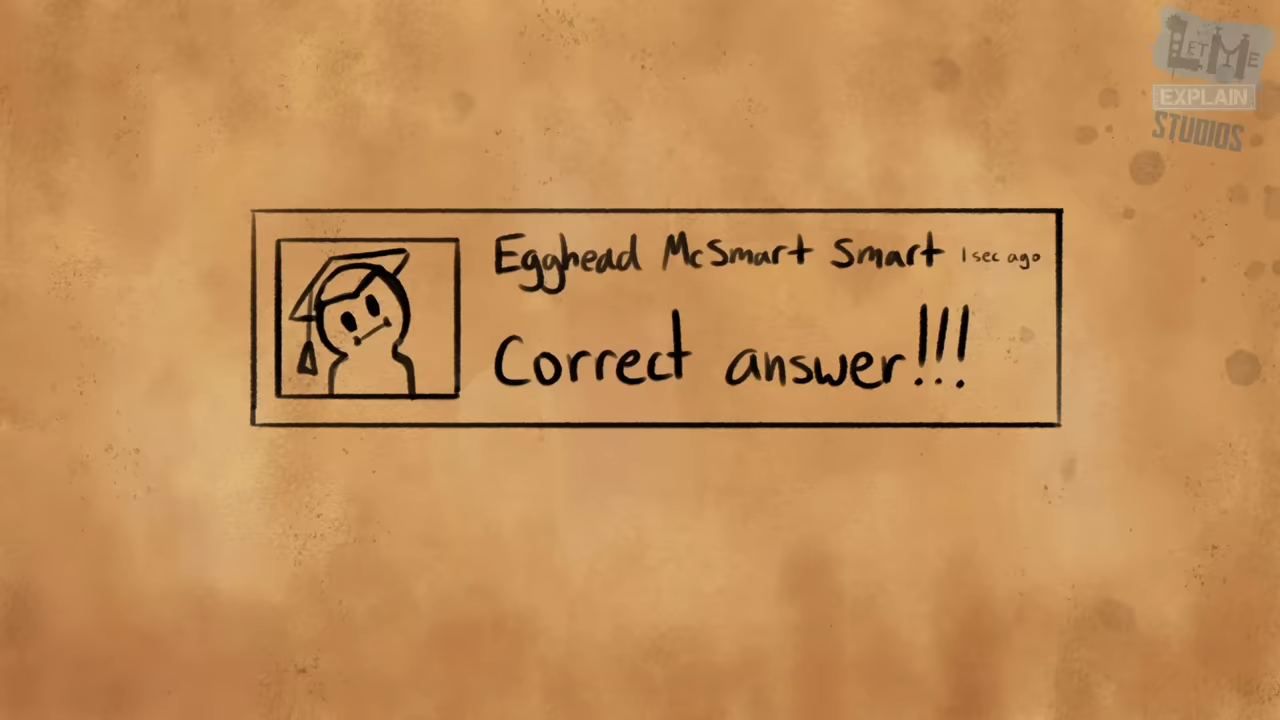 LET ME
EXPLAIN
STUDIOS
Egghead McSmart Smart 1 sec ago
Correct answer!!!